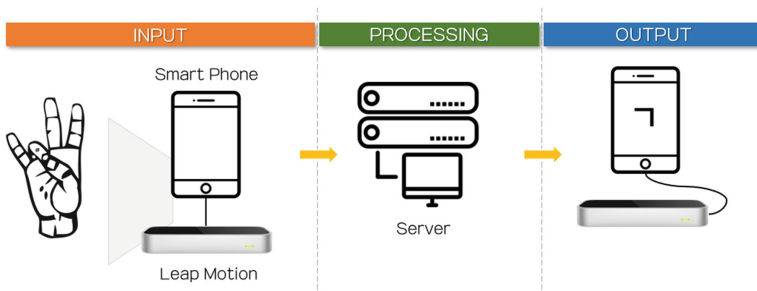 INPUT
PROCESSING
OUTPUT
Smart Phone
Leap Motion
Server
ㄱ